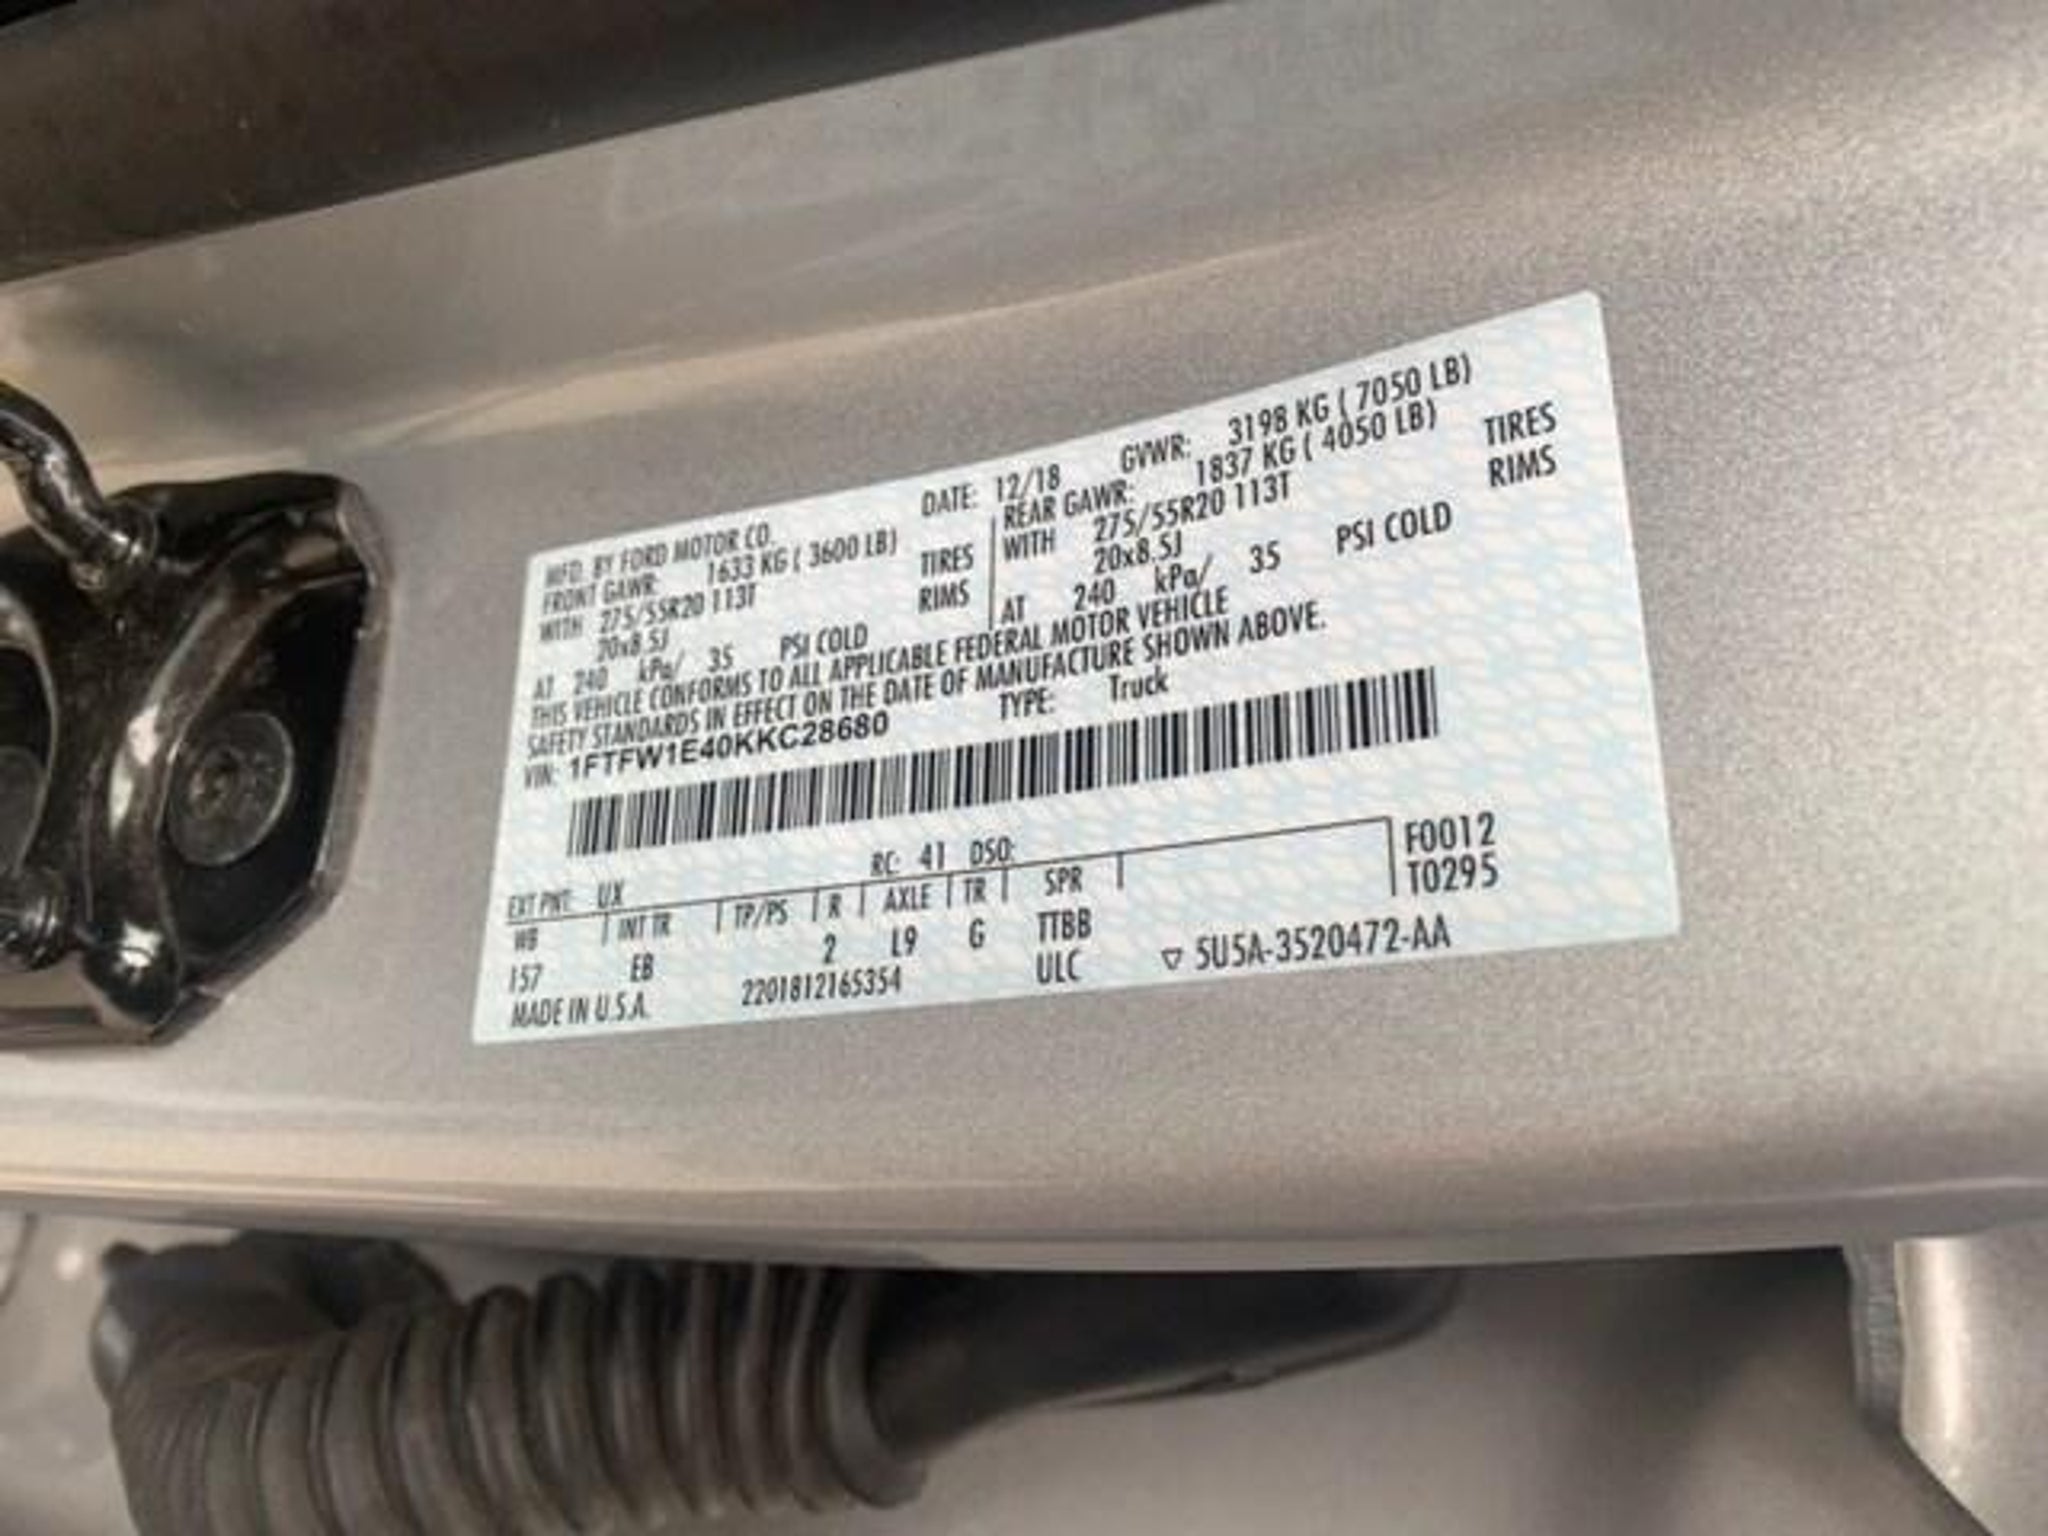 MFD. BY FORD MOTOR CO. DATE: 12/18 GVWR: 3198 KG ( 7050 LB)
FRONT GAWR: 1633 KG ( 3600 LB) REAR GAWR: 1837 KG ( 4050 LB)
WITH 275/55R20 113T TIRES WITH 275/55R20 113T TIRES
20x8.5J RIMS 20x8.5J RIMS
AT 240 kPa/ 35 PSI COLD AT 240 kPa/ 35 PSI COLD
THIS VEHICLE CONFORMS TO ALL APPLICABLE FEDERAL MOTOR VEHICLE
SAFETY STANDARDS IN EFFECT ON THE DATE OF MANUFACTURE SHOWN ABOVE.
VIN: 1FTFW1E40KKC28680 TYPE: Truck
F0012
T0295
EXT PNT: UX RC: 41 DSO:
WB INT TR TP/PS R AXLE TR SPR
157 EB 2 L9 G TTBB
MADE IN U.S.A. 2201812165354 ULC ▽ 5U5A-3520472-AA